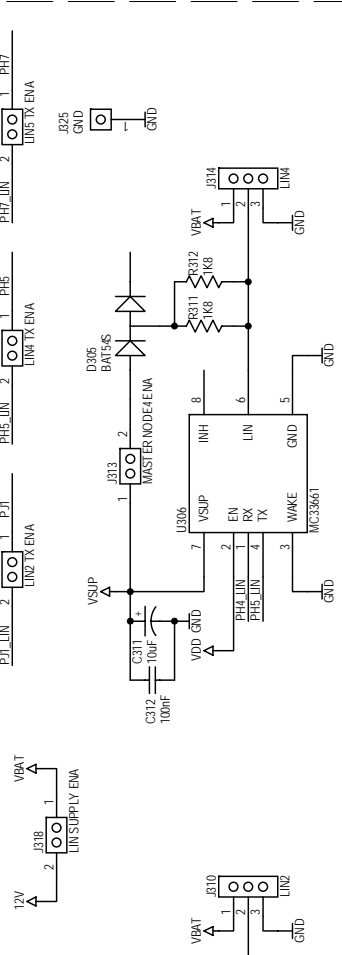 PJ1_LIN 2 1 PJ1
LIN2 TX ENA
PH5_LIN 2 1 PH5
LIN4 TX ENA
PH7_LIN 2 1 PH7
LIN5 TX ENA
J325
GND
1
GND
12V
J318
2 1
LIN SUPPLY ENA
VBAT
VSUP
J313
1 2
MASTER NODE4 ENA
D305
BAT54S
C312
100nF
C311
10uF
+
GND
R311
1K8
R312
1K8
VDD
PH4_LIN
PH5_LIN
U306
7 VSUP
2 EN
1 RX
4 TX
3 WAKE
INH 8
LIN 6
GND 5
MC33661
GND
GND
VBAT
J314
1
2
3
LIN4
GND
VBAT
J310
1
2
3
LIN2
GND